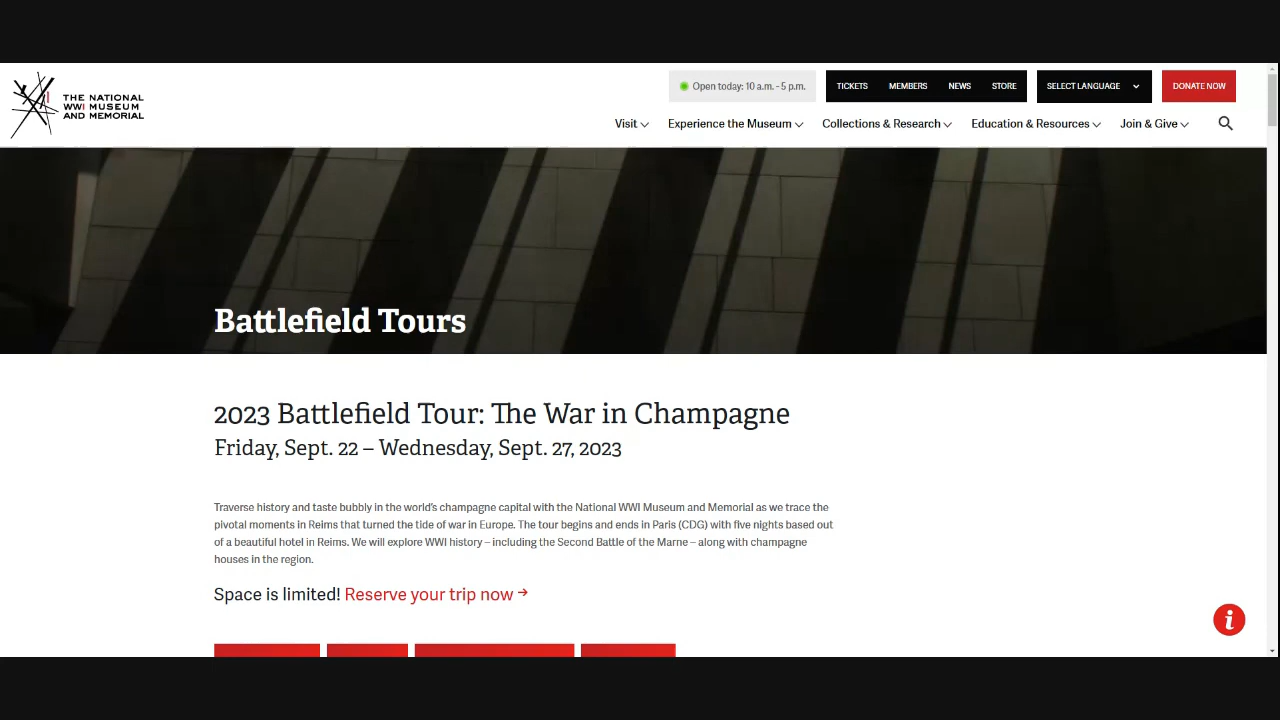 THE NATIONAL
WWI MUSEUM
AND MEMORIAL
Open today: 10 a.m. - 5 p.m.
TICKETS
MEMBERS
NEWS
STORE
SELECT LANGUAGE
DONATE NOW
Visit
Experience the Museum
Collections & Research
Education & Resources
Join & Give
Battlefield Tours
2023 Battlefield Tour: The War in Champagne
Friday, Sept. 22 – Wednesday, Sept. 27, 2023
Traverse history and taste bubbly in the world's champagne capital with the National WWI Museum and Memorial as we trace the
pivotal moments in Reims that turned the tide of war in Europe. The tour begins and ends in Paris (CDG) with five nights based out
of a beautiful hotel in Reims. We will explore WWI history – including the Second Battle of the Marne – along with champagne
houses in the region.
Space is limited! Reserve your trip now →
i